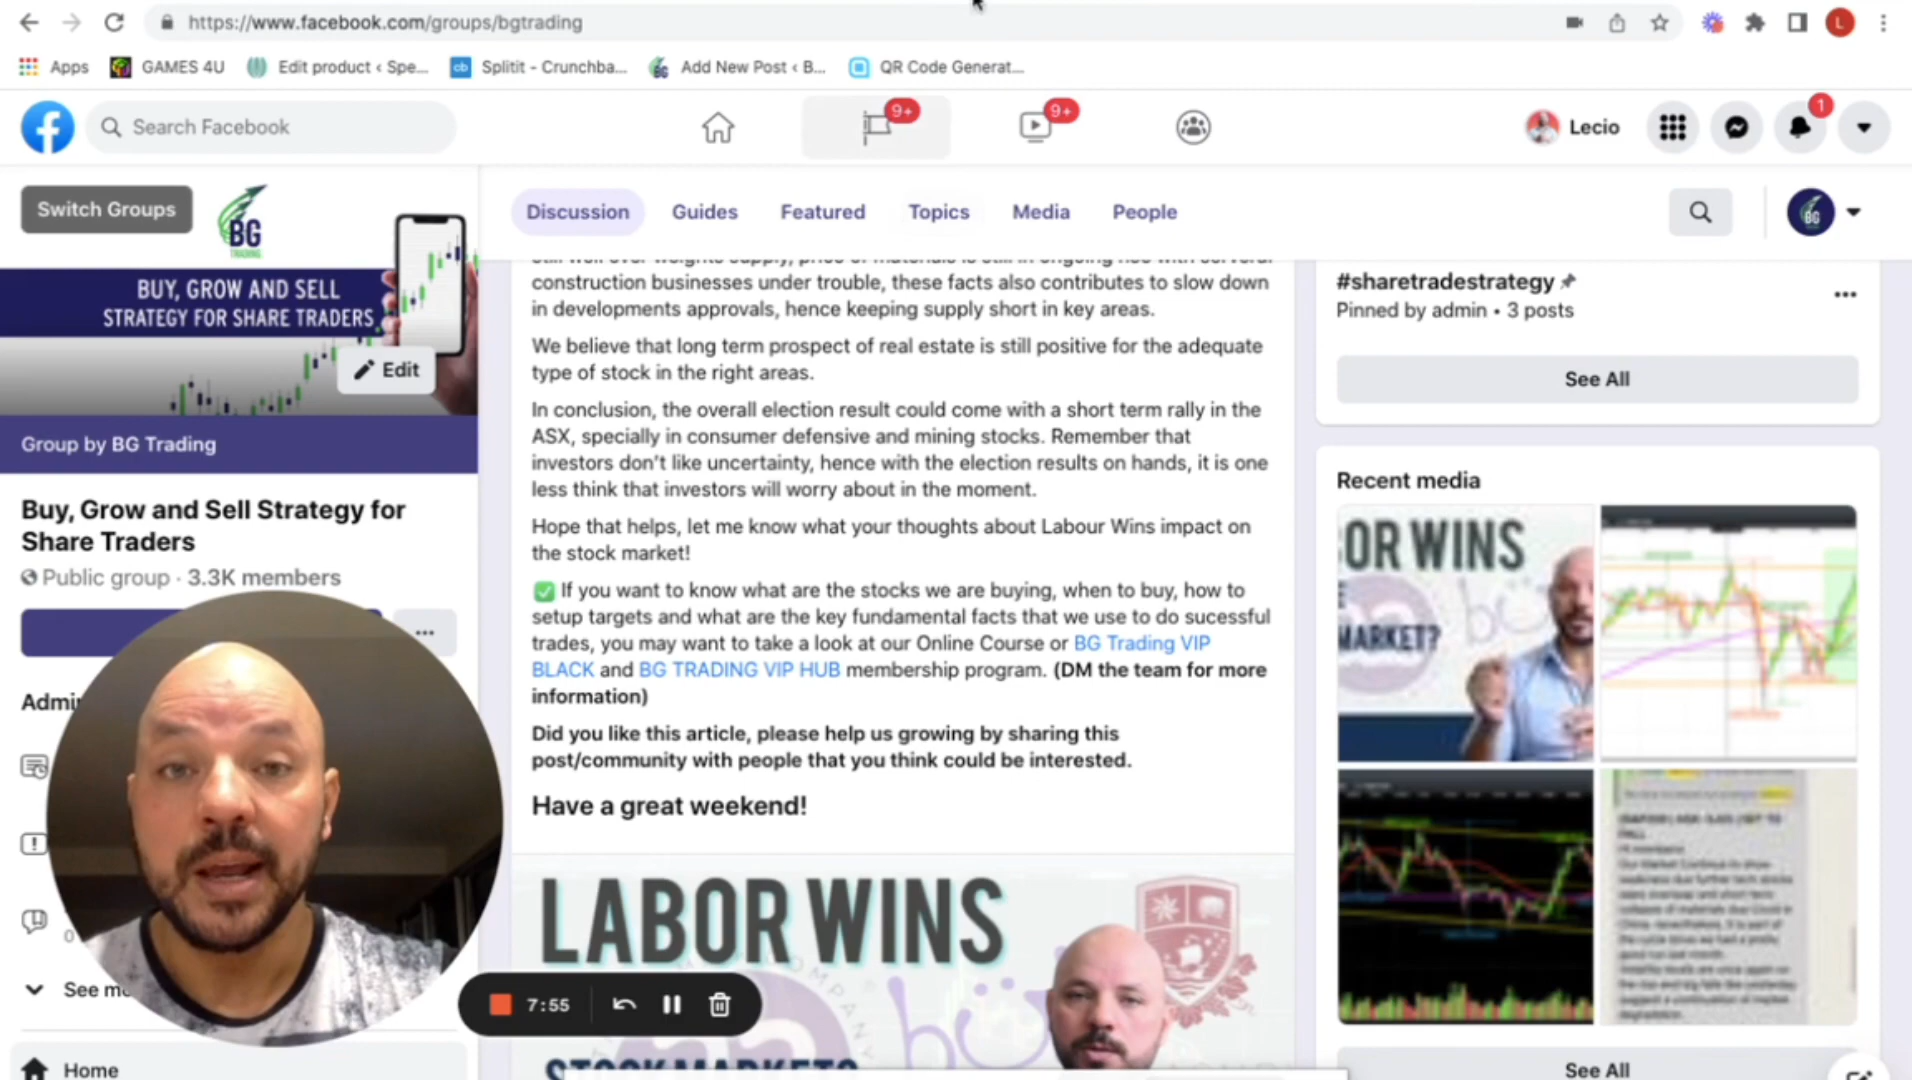 https://www.facebook.com/groups/bgtrading
Apps
GAMES 4U
Edit product ‹ Spe...
Splitit - Crunchba...
Add New Post ‹ B...
QR Code Generat...
L
Search Facebook
9+
9+
Lecio
1
Switch Groups
BG
TRADING
BUY, GROW AND SELL
STRATEGY FOR SHARE TRADERS
Edit
Group by BG Trading
Buy, Grow and Sell Strategy for
Share Traders
Public group · 3.3K members
Admi
0
See mo
Home
Discussion
Guides
Featured
Topics
Media
People
BG
construction businesses under trouble, these facts also contributes to slow down
in developments approvals, hence keeping supply short in key areas.
We believe that long term prospect of real estate is still positive for the adequate
type of stock in the right areas.
In conclusion, the overall election result could come with a short term rally in the
ASX, specially in consumer defensive and mining stocks. Remember that
investors don't like uncertainty, hence with the election results on hands, it is one
less think that investors will worry about in the moment.
Hope that helps, let me know what your thoughts about Labour Wins impact on
the stock market!
✅ If you want to know what are the stocks we are buying, when to buy, how to
setup targets and what are the key fundamental facts that we use to do sucessful
trades, you may want to take a look at our Online Course or BG Trading VIP
BLACK and BG TRADING VIP HUB membership program. (DM the team for more
information)
Did you like this article, please help us growing by sharing this
post/community with people that you think could be interested.
Have a great weekend!
LABOR WINS
STOCK MARKETS
7:55
#sharetradestrategy
Pinned by admin • 3 posts
See All
Recent media
OR WINS
MARKET?
See All